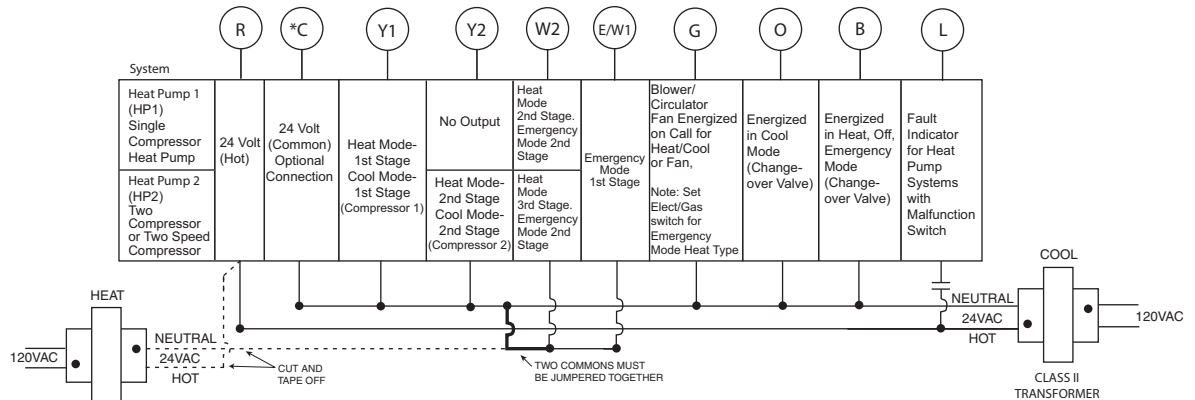 R *C Y1 Y2 W2 E/W1 G O B L
System
Heat Pump 1
(HP1)
Single
Compressor
Heat Pump
Heat Pump 2
(HP2)
Two
Compressor
or Two Speed
Compressor
24 Volt
(Hot)
24 Volt
(Common)
Optional
Connection
Heat Mode-
1st Stage
Cool Mode-
1st Stage
(Compressor 1)
No Output
Heat Mode-
2nd Stage
Cool Mode-
2nd Stage
(Compressor 2)
Heat
Mode
2nd Stage.
Emergency
Mode 2nd
Stage
Heat
Mode
3rd Stage.
Emergency
Mode 2nd
Stage
Emergency
Mode
1st Stage
Blower/
Circulator
Fan Energized
on Call for
Heat/Cool
or Fan,
Note: Set
Elect/Gas
switch for
Emergency
Mode Heat Type
Energized
in Cool
Mode
(Change-
over Valve)
Energized
in Heat, Off,
Emergency
Mode
(Change-
over Valve)
Fault
Indicator
for Heat
Pump
Systems
with
Malfunction
Switch
HEAT
120VAC
NEUTRAL
24VAC
HOT
CUT AND
TAPE OFF
TWO COMMONS MUST
BE JUMPERED TOGETHER
COOL
NEUTRAL
24VAC
HOT
120VAC
CLASS II
TRANSFORMER